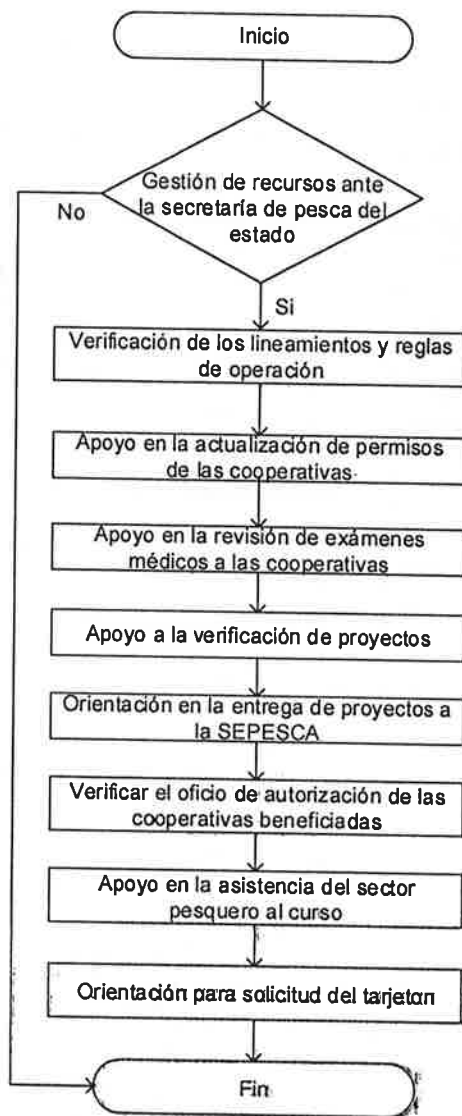 Inicio
Gestión de recursos ante
la secretaría de pesca del
estado
No
Si
Verificación de los lineamientos y reglas
de operación
Apoyo en la actualización de permisos
de las cooperativas
Apoyo en la revisión de exámenes
médicos a las cooperativas
Apoyo a la verificación de proyectos
Orientación en la entrega de proyectos a
la SEPESCA
Verificar el oficio de autorización de las
cooperativas beneficiadas
Apoyo en la asistencia del sector
pesquero al curso
Orientación para solicitud del tarjeton
Fin